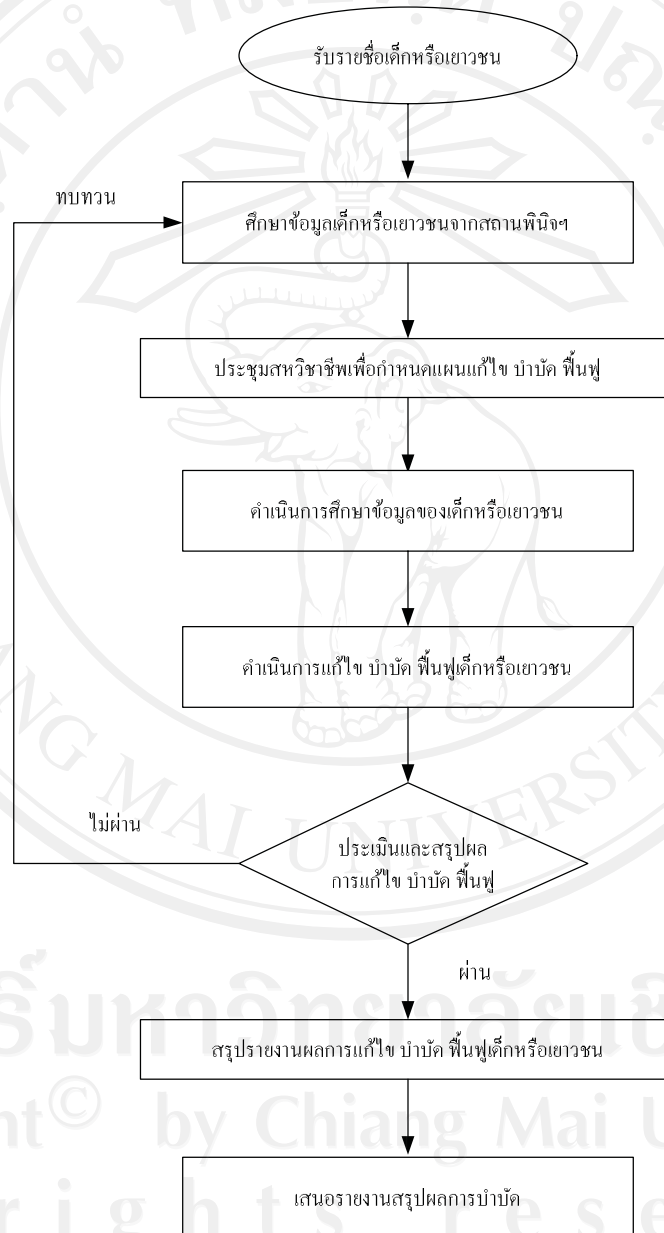 รับรายชื่อเด็กหรือเยาวชน
ทบทวน
ศึกษาข้อมูลเด็กหรือเยาวชนจากสถานพินิจฯ
ประชุมสหวิชาชีพเพื่อกำหนดแผนแก้ไข บำบัด ฟื้นฟู
ดำเนินการศึกษาข้อมูลของเด็กหรือเยาวชน
ดำเนินการแก้ไข บำบัด ฟื้นฟูเด็กหรือเยาวชน
ไม่ผ่าน
ประเมินและสรุปผล
การแก้ไข บำบัด ฟื้นฟู
ผ่าน
สรุปรายงานผลการแก้ไข บำบัด ฟื้นฟูเด็กหรือเยาวชน
เสนอรายงานสรุปผลการบำบัด
ANG MAI UNIVERSIT
by Chiang Mai U
rights rese